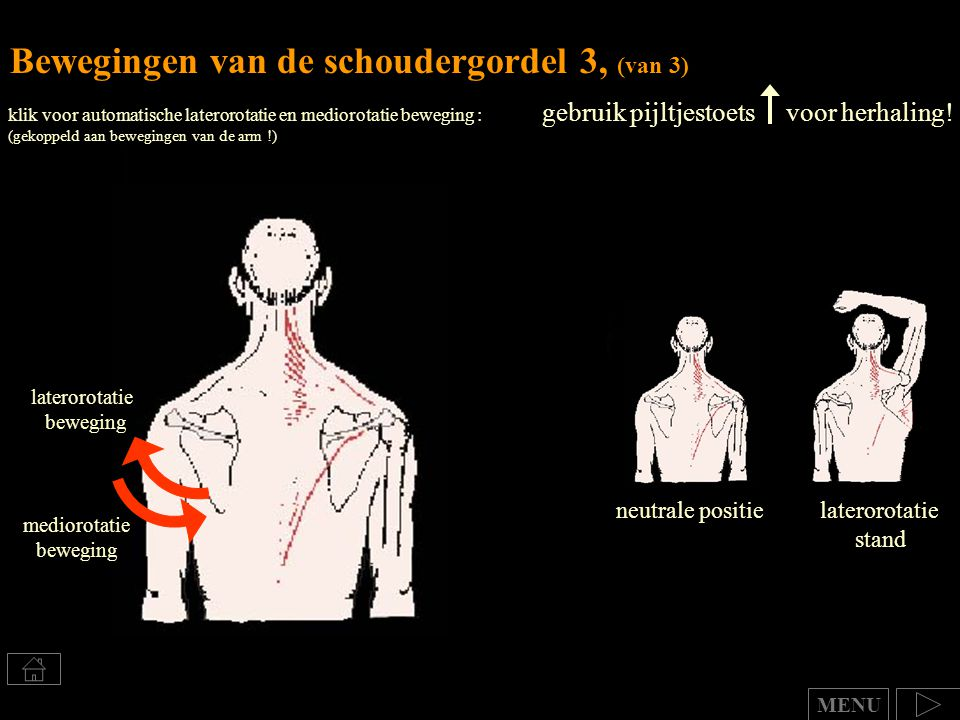 Bewegingen van de schoudergordel 3, (van 3)
klik voor automatische laterorotatie en mediorotatie beweging :
(gekoppeld aan bewegingen van de arm !)
gebruik pijltjestoets voor herhaling!
laterorotatie
beweging
mediorotatie
beweging
neutrale positie
laterorotatie
stand
MENU